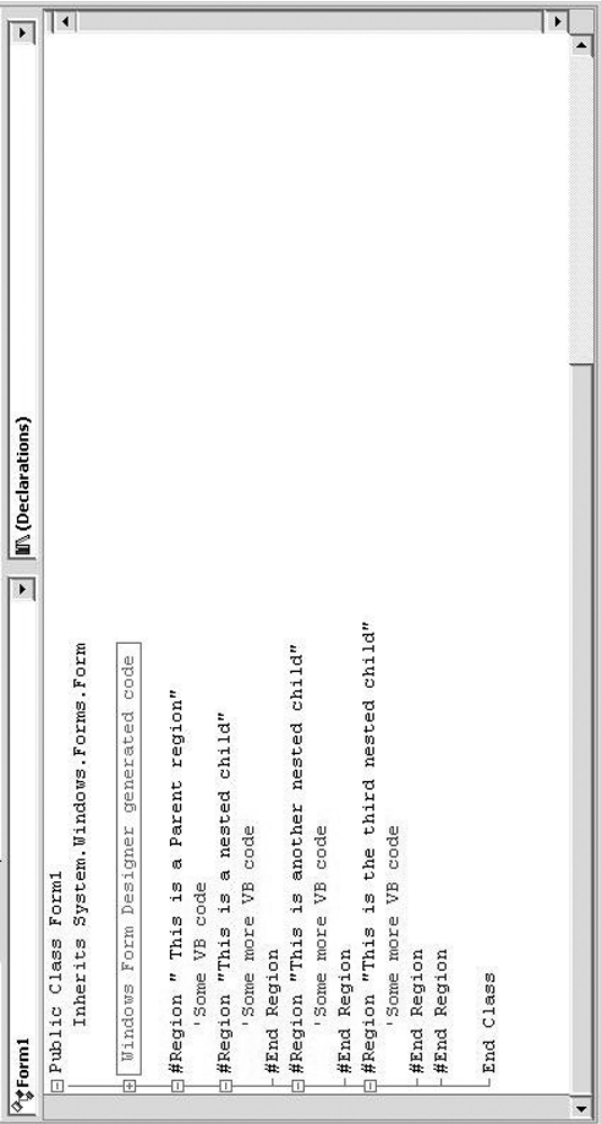 Form1
(Declarations)
Public Class Form1
Inherits System.Windows.Forms.Form
Windows Form Designer generated code
#Region " This is a Parent region"
'Some VB code
#Region "This is a nested child"
'Some more VB code
#End Region
#Region "This is another nested child"
'Some more VB code
#End Region
#Region "This is the third nested child"
'Some more VB code
#End Region
#End Region
End Class